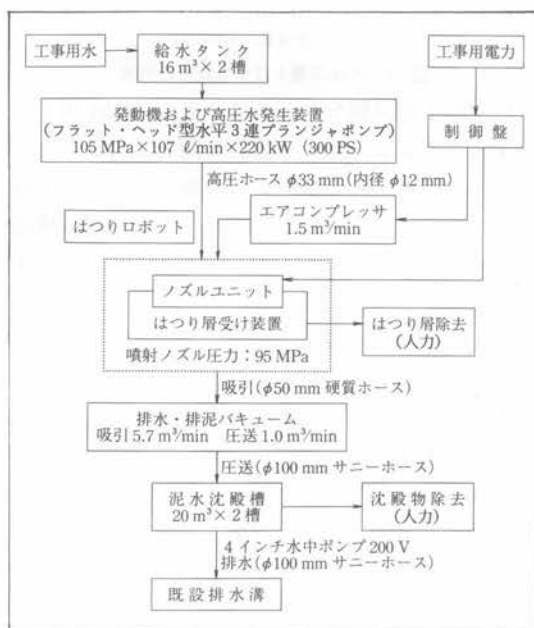 工事用水
給水タンク
16 m³×2槽
工事用電力
発動機および高圧水発生装置
(フラット・ヘッド型水平3連プランジャポンプ)
105 MPa×107 ℓ/min×220 kW (300 PS)
制御盤
高圧ホース φ33 mm(内径 φ12 mm)
エアコンプレッサ
1.5 m³/min
はつりロボット
ノズルユニット
はつり層受け装置
はつり層除去
(人力)
噴射ノズル圧力:95 MPa
吸引(φ50 mm 硬質ホース)
排水・排泥バキューム
吸引 5.7 m³/min 圧送 1.0 m³/min
圧送(φ100 mm サニーホース)
泥水沈殿槽
20 m³×2槽
沈殿物除去
(人力)
4インチ水中ポンプ 200 V
排水(φ100 mm サニーホース)
既設排水溝